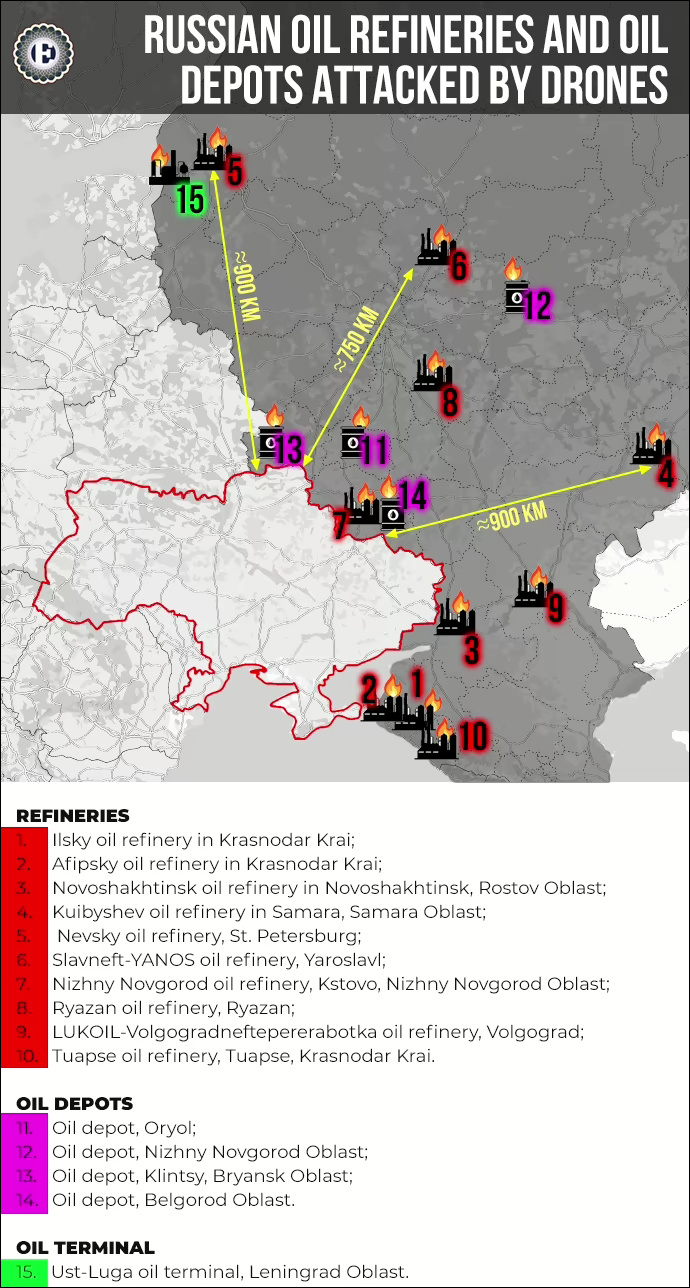 RUSSIAN OIL REFINERIES AND OIL
DEPOTS ATTACKED BY DRONES
5
15
6
≈900 KM
12
≈750 KM
8
13
11
4
14
7
≈900 KM
9
3
2
1
10
REFINERIES
1. Ilsky oil refinery in Krasnodar Krai;
2. Afipsky oil refinery in Krasnodar Krai;
3. Novoshakhtinsk oil refinery in Novoshakhtinsk, Rostov Oblast;
4. Kuibyshev oil refinery in Samara, Samara Oblast;
5. Nevsky oil refinery, St. Petersburg;
6. Slavneft-YANOS oil refinery, Yaroslavl;
7. Nizhny Novgorod oil refinery, Kstovo, Nizhny Novgorod Oblast;
8. Ryazan oil refinery, Ryazan;
9. LUKOIL-Volgogradneftepererabotka oil refinery, Volgograd;
10. Tuapse oil refinery, Tuapse, Krasnodar Krai.
OIL DEPOTS
11. Oil depot, Oryol;
12. Oil depot, Nizhny Novgorod Oblast;
13. Oil depot, Klintsy, Bryansk Oblast;
14. Oil depot, Belgorod Oblast.
OIL TERMINAL
15. Ust-Luga oil terminal, Leningrad Oblast.